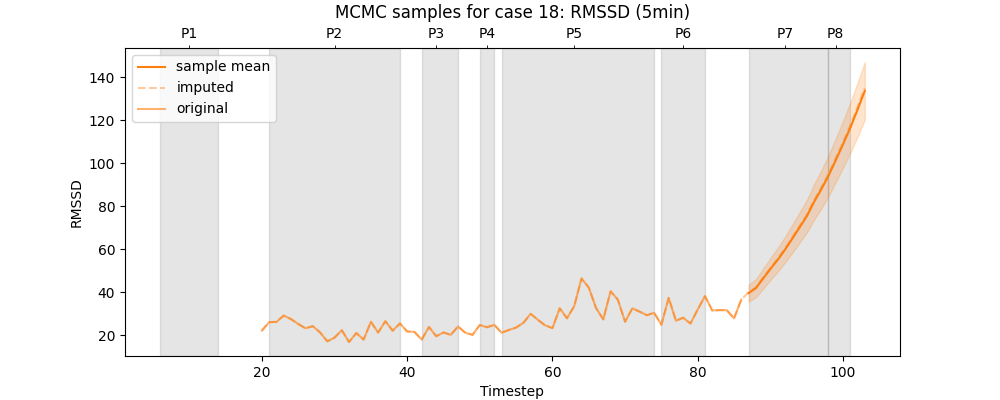 MCMC samples for case 18: RMSSD (5min)
P1 P2 P3 P4 P5 P6 P7 P8
sample mean
imputed
original
140
120
100
80
60
40
20
RMSSD
20 40 60 80 100
Timestep